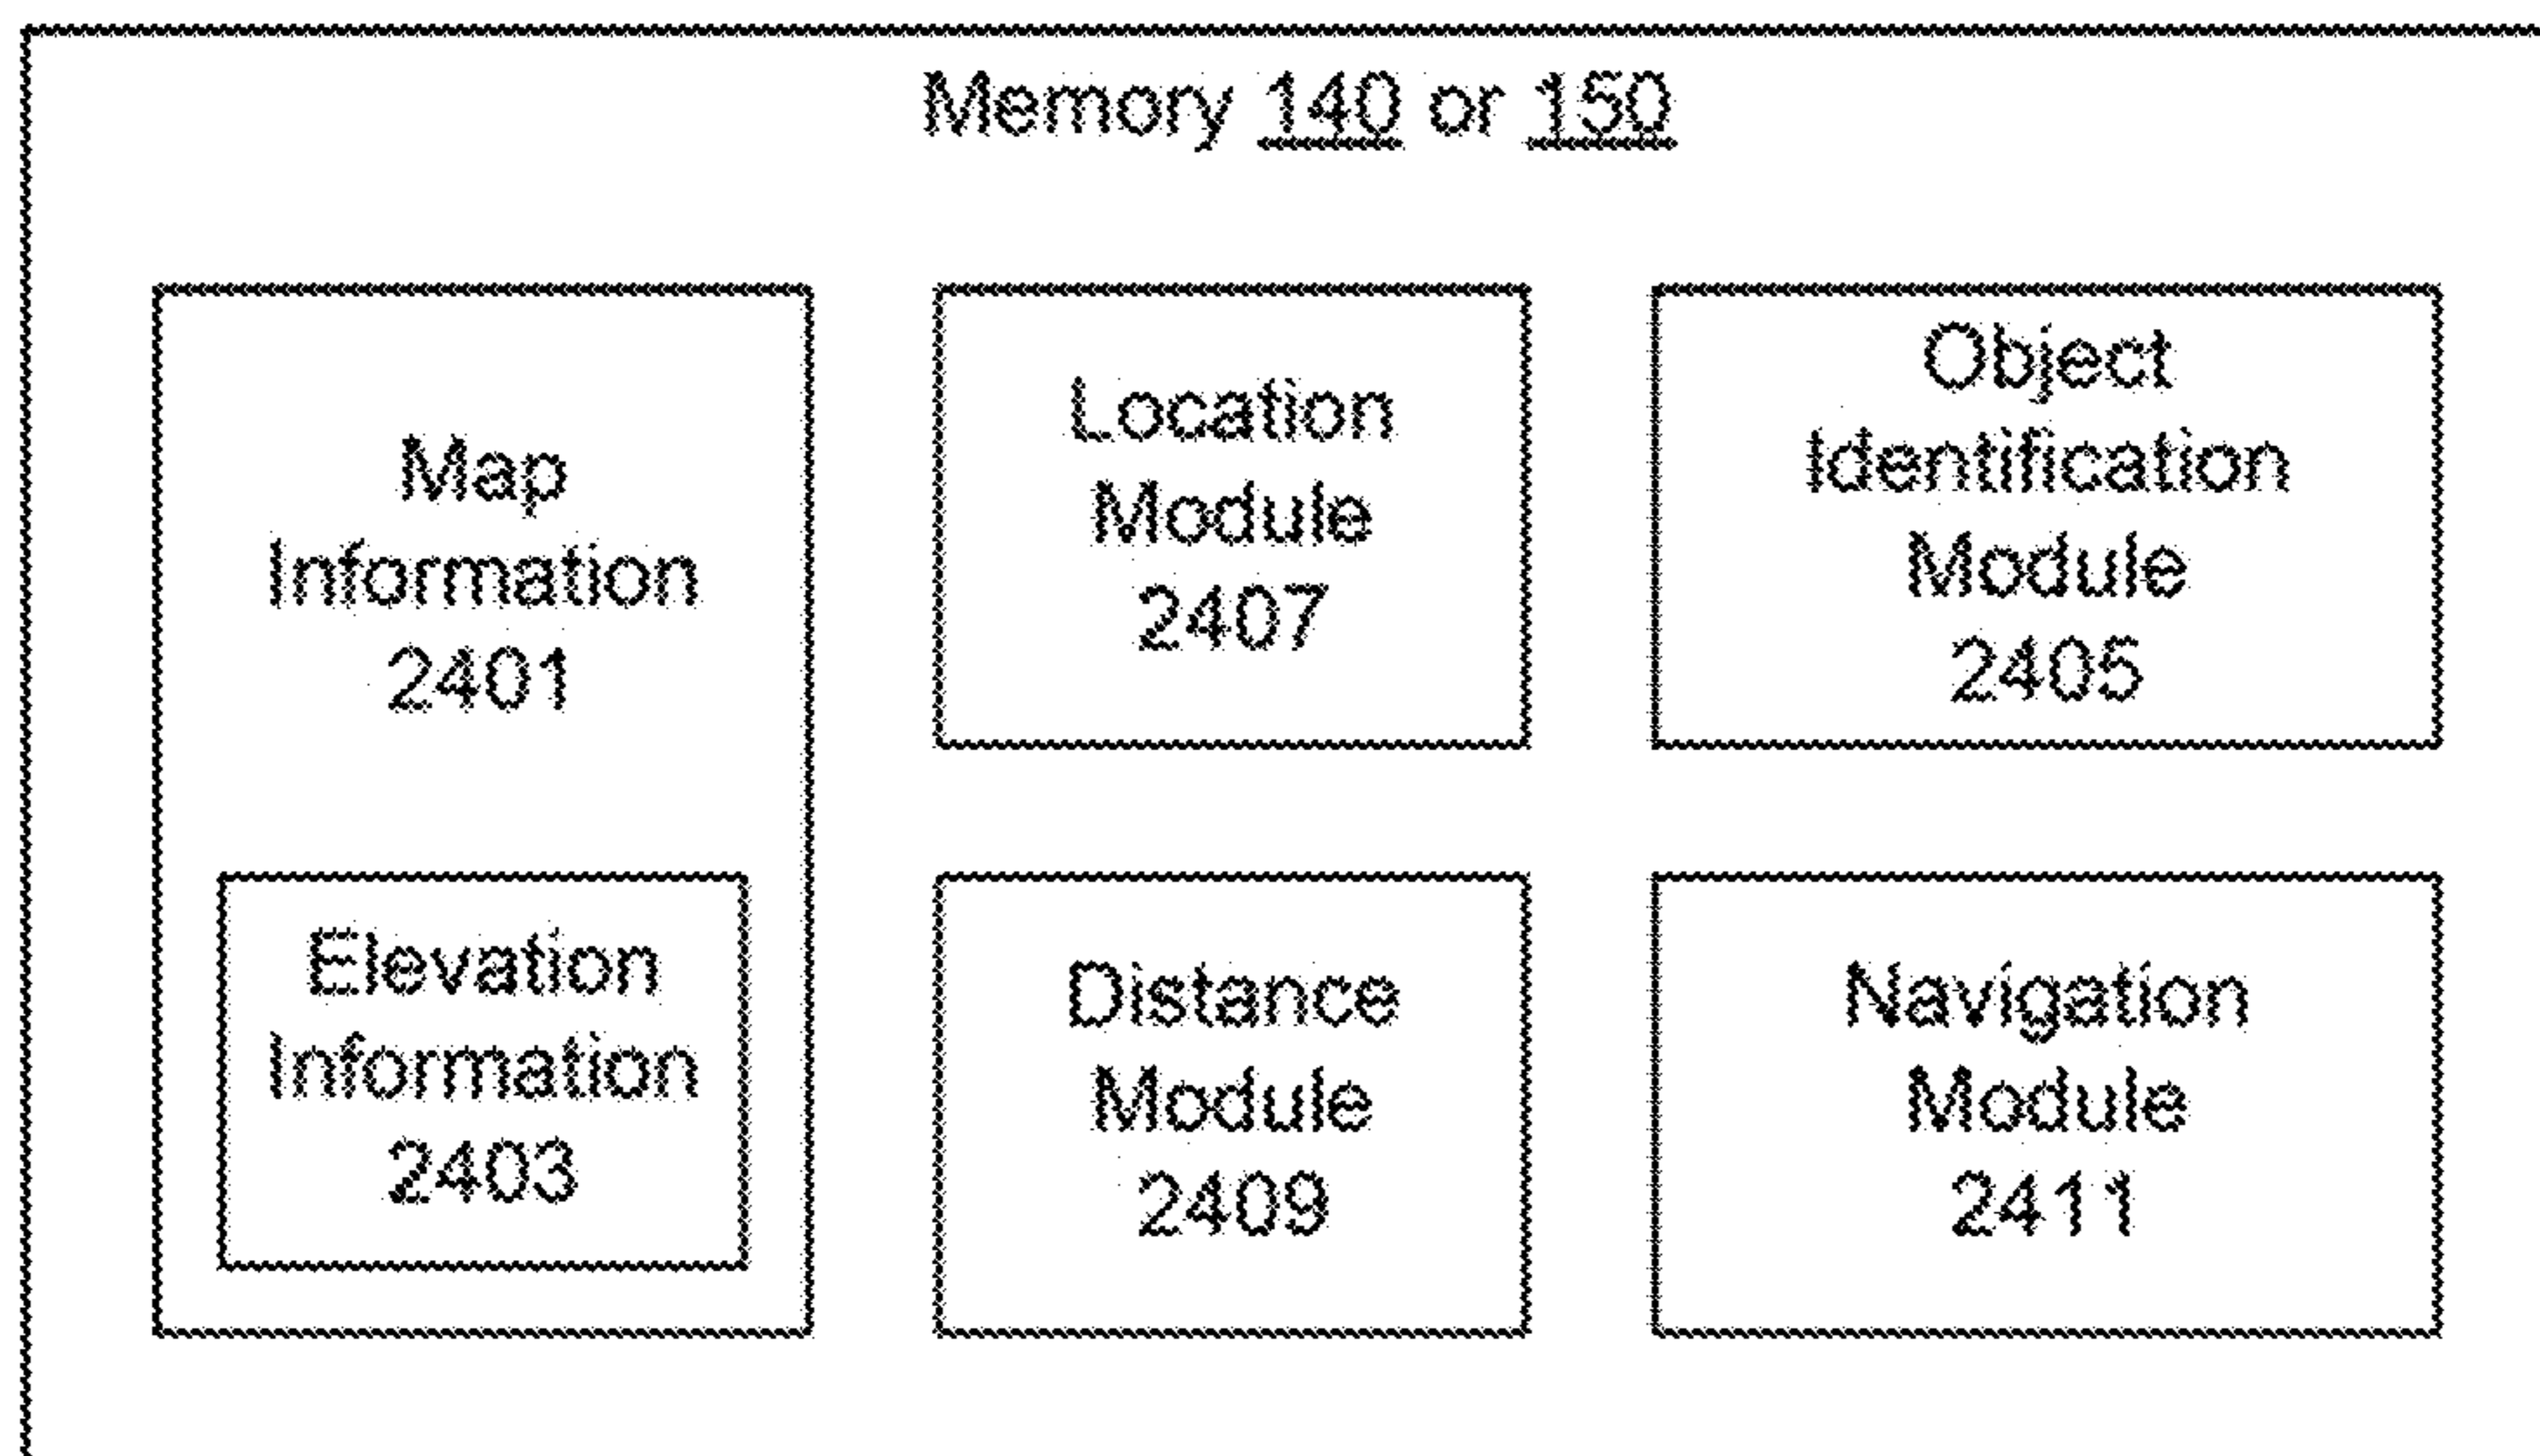 Memory 140 or 150
Map
Information
2401
Elevation
Information
2403
Location
Module
2407
Object
Identification
Module
2405
Distance
Module
2409
Navigation
Module
2411